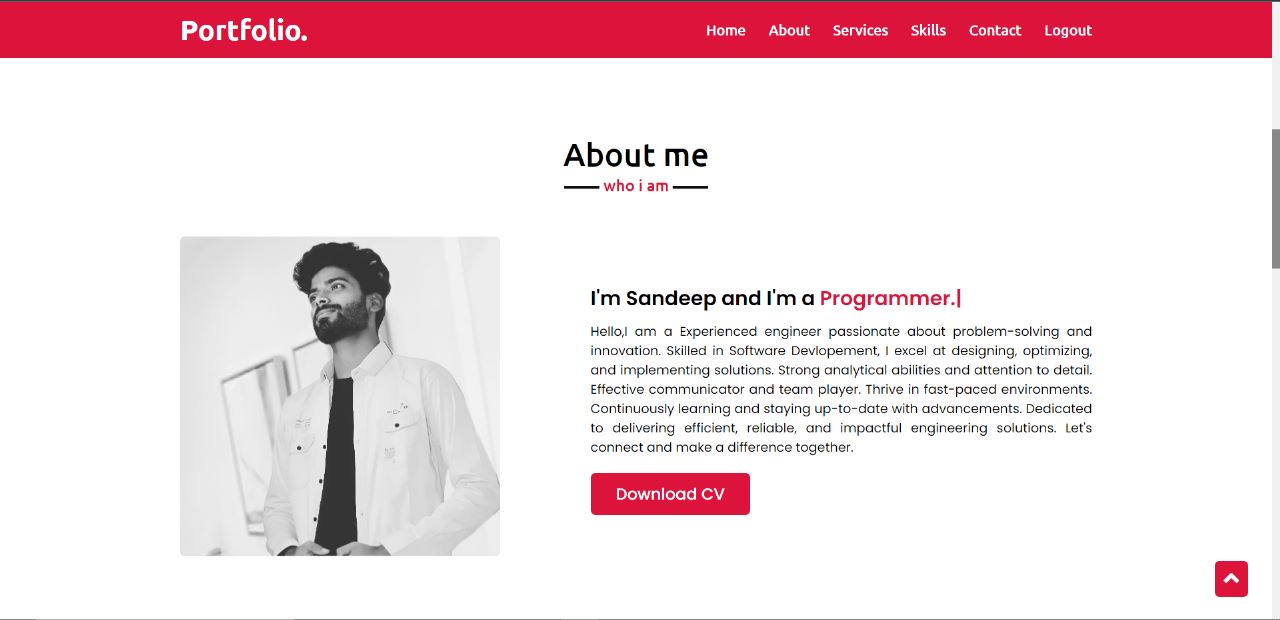 Portfolio.
Home About Services Skills Contact Logout
About me
who i am
I'm Sandeep and I'm a Programmer.|
Hello,I am a Experienced engineer passionate about problem-solving and
innovation. Skilled in Software Devlopement, I excel at designing, optimizing,
and implementing solutions. Strong analytical abilities and attention to detail.
Effective communicator and team player. Thrive in fast-paced environments.
Continuously learning and staying up-to-date with advancements. Dedicated
to delivering efficient, reliable, and impactful engineering solutions. Let's
connect and make a difference together.
Download CV